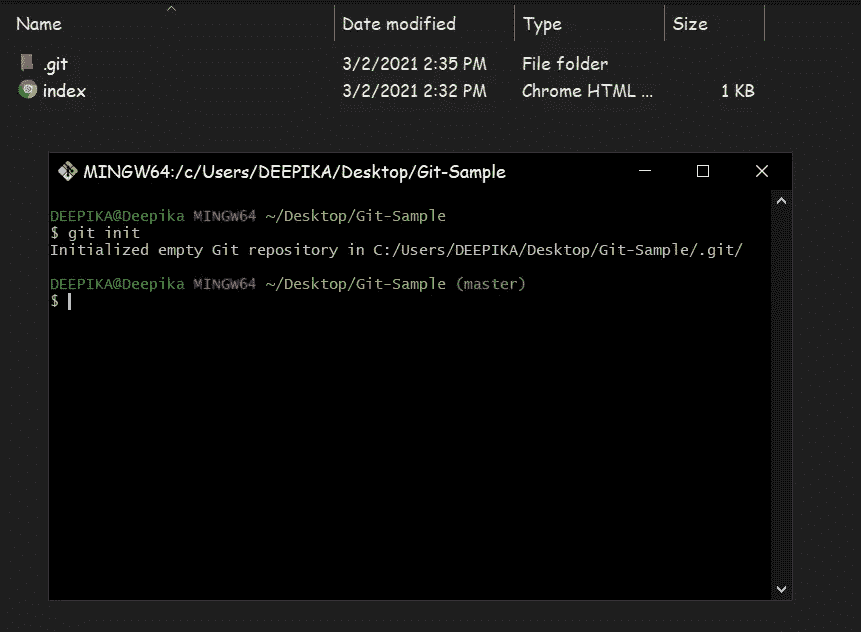 Name Date modified Type Size
.git 3/2/2021 2:35 PM File folder
index 3/2/2021 2:32 PM Chrome HTML ... 1 KB
MINGW64:/c/Users/DEEPIKA/Desktop/Git-Sample
DEEPIKA@Deepika MINGW64 ~/Desktop/Git-Sample
$ git init
Initialized empty Git repository in C:/Users/DEEPIKA/Desktop/Git-Sample/.git/
DEEPIKA@Deepika MINGW64 ~/Desktop/Git-Sample (master)
$